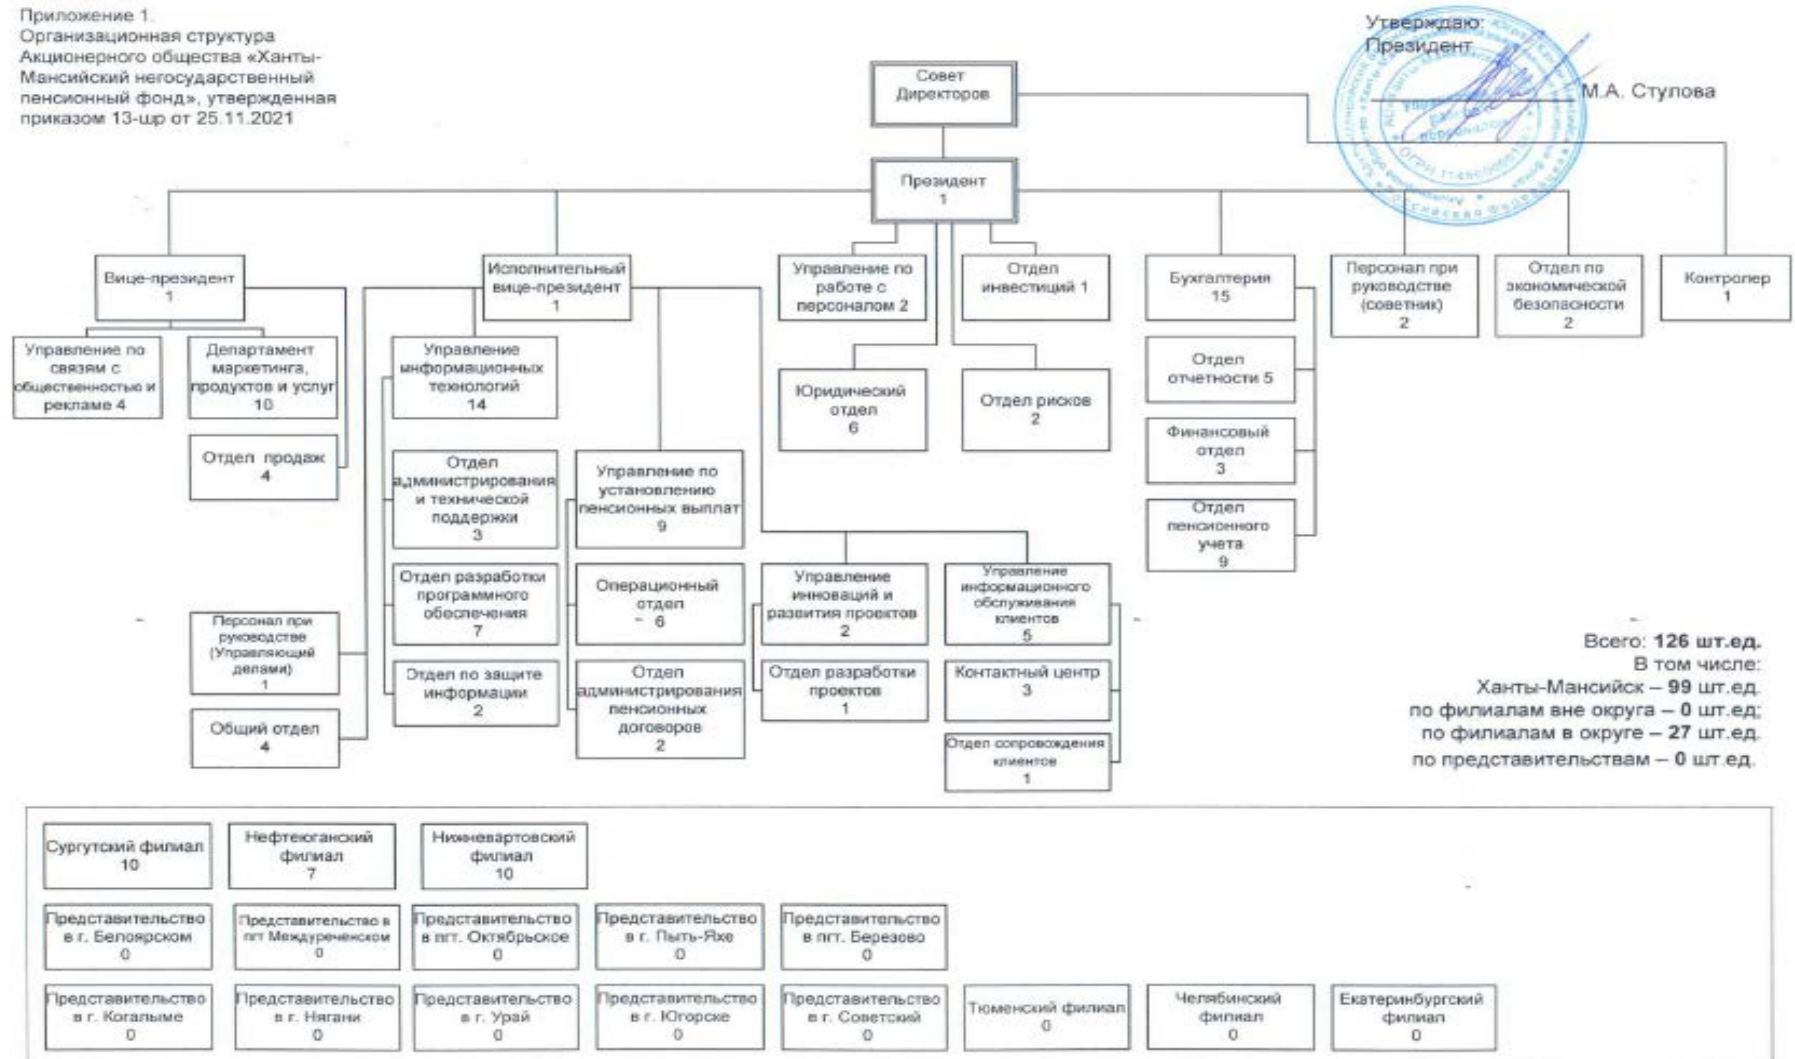 Приложение 1.
Организационная структура
Акционерного общества «Ханты-
Мансийский негосударственный
пенсионный фонд», утвержденная
приказом 13-шр от 25.11.2021
Утверждаю:
Президент
М.А. Стулова
Совет
Директоров
Президент
1
Вице-президент
1
Исполнительный
вице-президент
1
Управление по
работе с
персоналом 2
Отдел
инвестиций 1
Бухгалтерия
15
Персонал при
руководстве
(советник)
2
Отдел по
экономической
безопасности
2
Контролер
1
Управление по
связям с
общественностью и
рекламе 4
Департамент
маркетинга,
продуктов и услуг
10
Отдел продаж
4
Управление
информационных
технологий
14
Юридический
отдел
6
Отдел рисков
2
Отдел
отчетности 5
Финансовый
отдел
3
Отдел
пенсионного
учета
9
Отдел
администрирования
и технической
поддержки
3
Управление по
установлению
пенсионных выплат
9
Отдел разработки
программного
обеспечения
7
Операционный
отдел
6
Управление
инноваций и
развития проектов
2
Управление
информационного
обслуживания
клиентов
5
Персонал при
руководстве
(Управляющий
делами)
1
Общий отдел
4
Отдел по защите
информации
2
Отдел
администрирования
пенсионных
договоров
2
Отдел разработки
проектов
1
Контактный центр
3
Отдел сопровождения
клиентов
1
Всего: 126 шт.ед.
В том числе:
Ханты-Мансийск – 99 шт.ед.
по филиалам вне округа – 0 шт.ед;
по филиалам в округе – 27 шт.ед.
по представительствам – 0 шт.ед.
Сургутский филиал
10
Нефтеюганский
филиал
7
Нижневартовский
филиал
10
Представительство
в г. Белоярском
0
Представительство в
пгт Междуреченском
0
Представительство
в пгт. Октябрьское
0
Представительство
в г. Пыть-Яхе
0
Представительство
в пгт. Березово
0
Представительство
в г. Когалыме
0
Представительство
в г. Нягани
0
Представительство
в г. Урай
0
Представительство
в г. Югорске
0
Представительство
в г. Советский
0
Тюменский филиал
0
Челябинский
филиал
0
Екатеринбургский
филиал
0